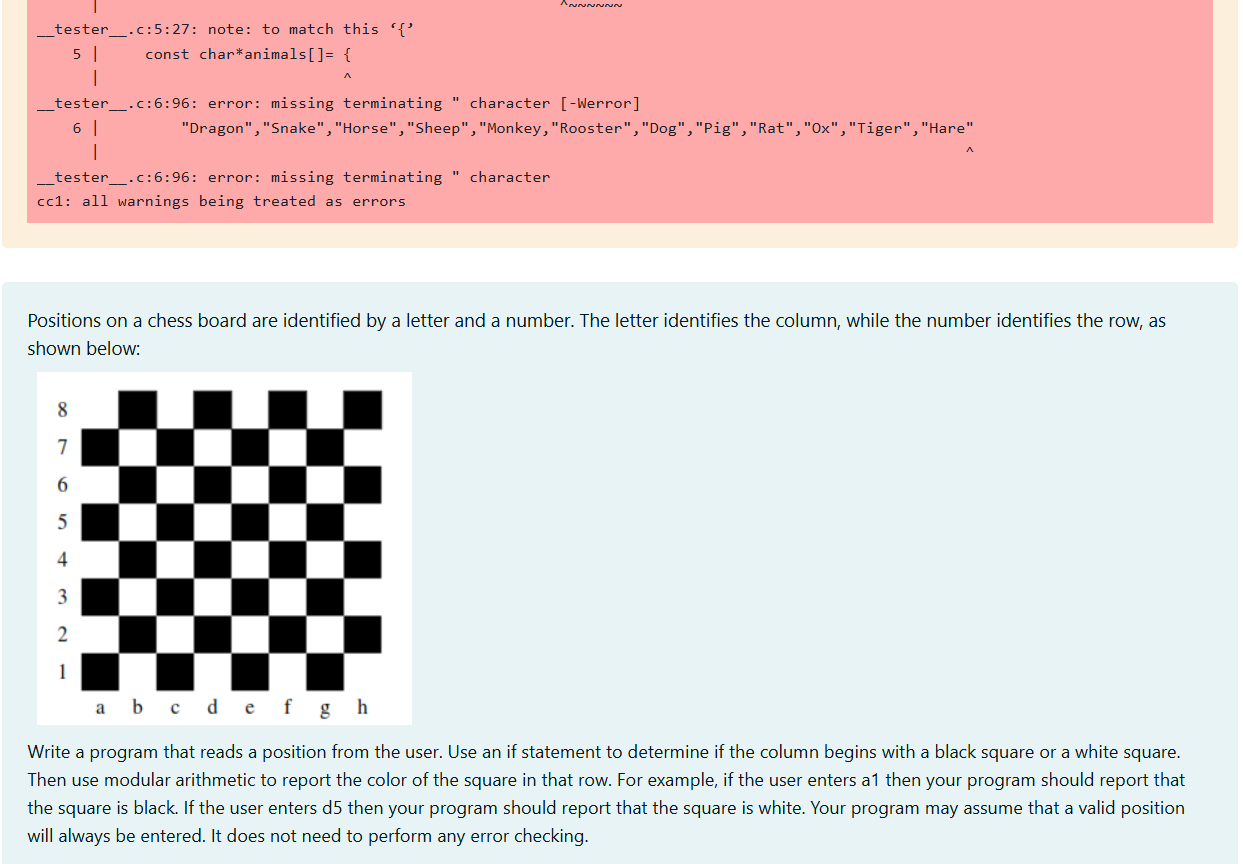 |                                                    ^~~~~~~
__tester__.c:5:27: note: to match this ‘{’
5 |     const char*animals[]= {
|                           ^
__tester__.c:6:96: error: missing terminating " character [-Werror]
6 |         "Dragon","Snake","Horse","Sheep","Monkey,"Rooster","Dog","Pig","Rat","Ox","Tiger","Hare"
|                                                                                                ^
__tester__.c:6:96: error: missing terminating " character
cc1: all warnings being treated as errors
Positions on a chess board are identified by a letter and a number. The letter identifies the column, while the number identifies the row, as
shown below:
8
7
6
5
4
3
2
1
a b c d e f g h
Write a program that reads a position from the user. Use an if statement to determine if the column begins with a black square or a white square.
Then use modular arithmetic to report the color of the square in that row. For example, if the user enters a1 then your program should report that
the square is black. If the user enters d5 then your program should report that the square is white. Your program may assume that a valid position
will always be entered. It does not need to perform any error checking.